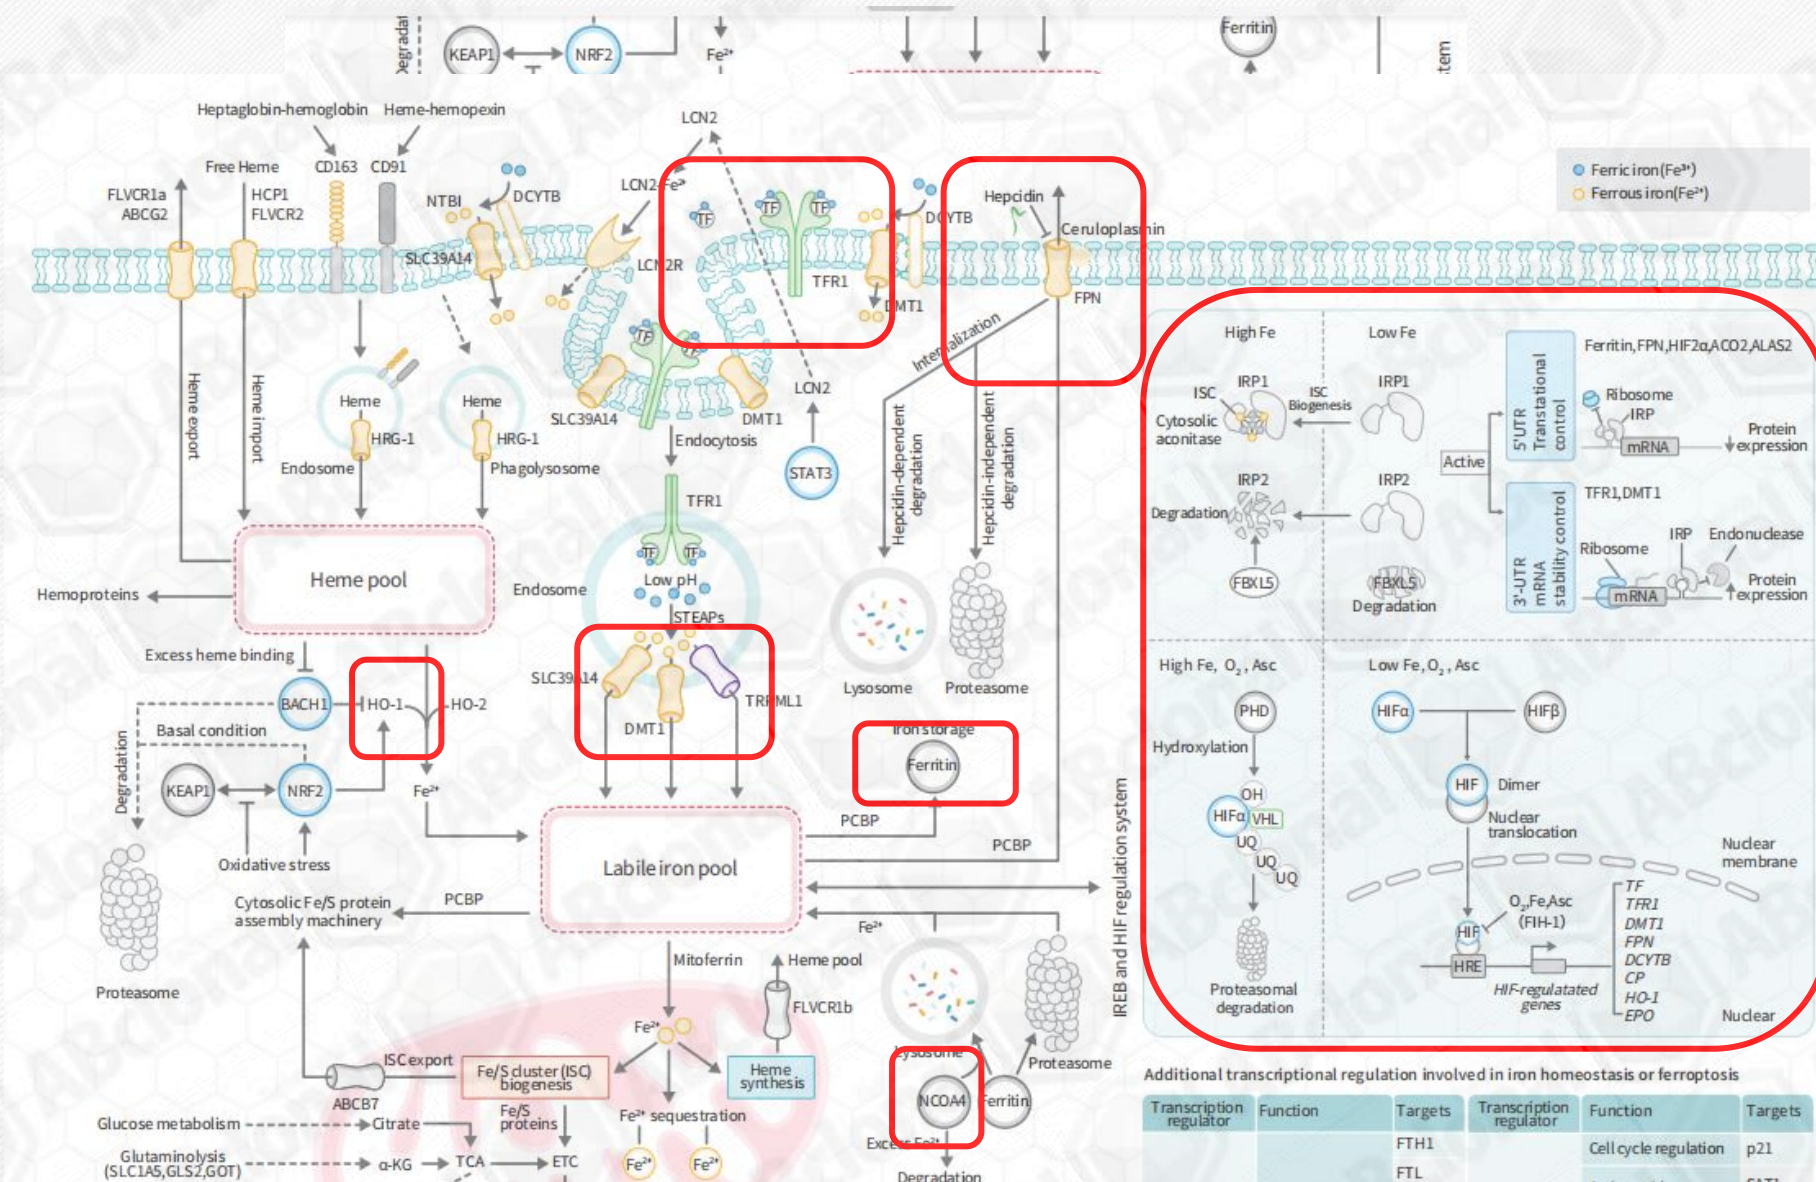 Degradat
KEAP1
NRF2
Fe²⁺
Ferritin
tem
Heptaglobin-hemoglobin
Heme-hemopexin
LCN2
Free Heme
CD163
CD91
FLVCR1a
ABCG2
HCP1
FLVCR2
NTBI
DCYTB
LCN2-Fe³⁺
TF
TF
TF
DCYTB
Hepcidin
Ceruloplasmin
Ferric iron(Fe³⁺)
Ferrous iron(Fe²⁺)
SLC39A14
LCN2R
TFR1
DMT1
FPN
TF
TF
Internalization
Heme export
Heme import
Heme
HRG-1
Endosome
Heme
HRG-1
Phagolysosome
SLC39A14
DMT1
LCN2
Endocytosis
STAT3
Hepcidin-dependent
degradation
Hepcidin-independent
degradation
TFR1
TF
TF
Low pH
Endosome
STEAPs
SLC39A14
TRPML1
DMT1
Lysosome
Proteasome
Heme pool
Hemoproteins
Excess heme binding
BACH1
HO-1
HO-2
Basal condition
Degradation
KEAP1
NRF2
Fe²⁺
Oxidative stress
Proteasome
Iron storage
Ferritin
PCBP
PCBP
Labile iron pool
Cytosolic Fe/S protein
assembly machinery
PCBP
Fe²⁺
IREB and HIF regulation system
Mitoferrin
Heme pool
FLVCR1b
Fe²⁺
ISC export
ABCB7
Fe/S cluster (ISC)
biogenesis
Heme
synthesis
Fe/S
proteins
Fe²⁺ sequestration
Fe²⁺
Fe²⁺
Glucose metabolism
Citrate
Glutaminolysis
(SLC1A5,GLS2,GOT)
α-KG
TCA
ETC
Lysosome
Proteasome
NCOA4
Ferritin
Excess Fe²⁺
Degradation
High Fe
Low Fe
ISC
IRP1
Cytosolic
aconitase
ISC
Biogenesis
IRP1
IRP2
Degradation
IRP2
FBXL5
FBXL5
Degradation
Active
5'UTR
Transtational
control
Ferritin,FPN,HIF2α,ACO2,ALAS2
Ribosome
IRP
mRNA
Protein
expression
3'-UTR
mRNA
stability control
TFR1,DMT1
Ribosome
IRP
Endonuclease
mRNA
Protein
expression
High Fe, O₂, Asc
Low Fe,O₂, Asc
PHD
Hydroxylation
OH
HIFα
VHL
UQ
UQ
UQ
Proteasomal
degradation
HIFα
HIFβ
HIF
Dimer
Nuclear
translocation
Nuclear
membrane
O₂,Fe,Asc
(FIH-1)
HIF
HRE
HIF-regulatated
genes
TF
TFR1
DMT1
FPN
DCYTB
CP
HO-1
EPO
Nuclear
Additional transcriptional regulation involved in iron homeostasis or ferroptosis
Transcription
regulator
Function
Targets
Transcription
regulator
Function
Targets
FTH1
FTL
Cell cycle regulation
p21
ABclonal